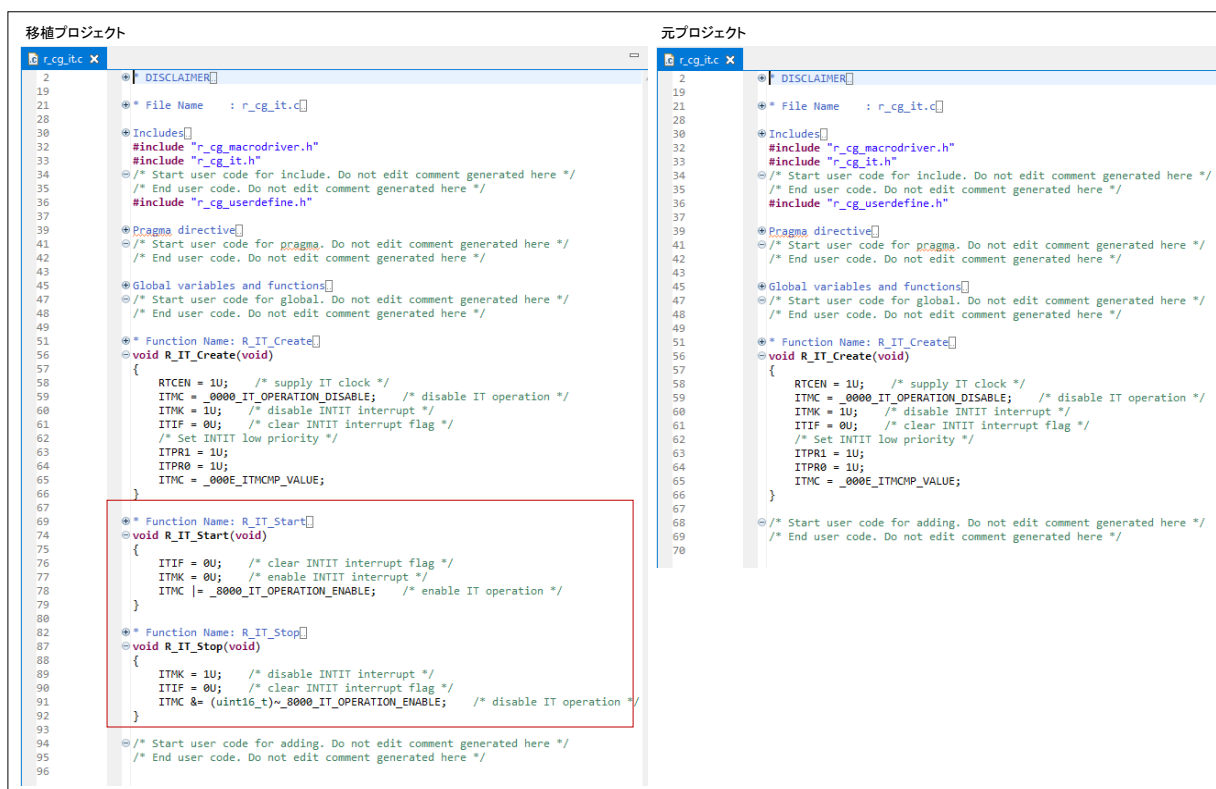 移植プロジェクト
r_cg_it.c
2 * DISCLAIMER
19
21 * File Name : r_cg_it.c
28
30 Includes
32 #include "r_cg_macrodriver.h"
33 #include "r_cg_it.h"
34 /* Start user code for include. Do not edit comment generated here */
35 /* End user code. Do not edit comment generated here */
36 #include "r_cg_userdefine.h"
37
39 Pragma directive
41 /* Start user code for pragma. Do not edit comment generated here */
42 /* End user code. Do not edit comment generated here */
43
45 Global variables and functions
47 /* Start user code for global. Do not edit comment generated here */
48 /* End user code. Do not edit comment generated here */
49
51 * Function Name: R_IT_Create
56 void R_IT_Create(void)
57 {
58 RTCEN = 1U; /* supply IT clock */
59 ITMC = _0000_IT_OPERATION_DISABLE; /* disable IT operation */
60 ITMK = 1U; /* disable INTIT interrupt */
61 ITIF = 0U; /* clear INTIT interrupt flag */
62 /* Set INTIT low priority */
63 ITPR1 = 1U;
64 ITPR0 = 1U;
65 ITMC = _000E_ITMCMP_VALUE;
66 }
67
69 * Function Name: R_IT_Start
74 void R_IT_Start(void)
75 {
76 ITIF = 0U; /* clear INTIT interrupt flag */
77 ITMK = 0U; /* enable INTIT interrupt */
78 ITMC |= _8000_IT_OPERATION_ENABLE; /* enable IT operation */
79 }
80
82 * Function Name: R_IT_Stop
87 void R_IT_Stop(void)
88 {
89 ITMK = 1U; /* disable INTIT interrupt */
90 ITIF = 0U; /* clear INTIT interrupt flag */
91 ITMC &= (uint16_t)~_8000_IT_OPERATION_ENABLE; /* disable IT operation */
92 }
93
94 /* Start user code for adding. Do not edit comment generated here */
95 /* End user code. Do not edit comment generated here */
96
元プロジェクト
r_cg_it.c
2 * DISCLAIMER
19
21 * File Name : r_cg_it.c
28
30 Includes
32 #include "r_cg_macrodriver.h"
33 #include "r_cg_it.h"
34 /* Start user code for include. Do not edit comment generated here */
35 /* End user code. Do not edit comment generated here */
36 #include "r_cg_userdefine.h"
37
39 Pragma directive
41 /* Start user code for pragma. Do not edit comment generated here */
42 /* End user code. Do not edit comment generated here */
43
45 Global variables and functions
47 /* Start user code for global. Do not edit comment generated here */
48 /* End user code. Do not edit comment generated here */
49
51 * Function Name: R_IT_Create
56 void R_IT_Create(void)
57 {
58 RTCEN = 1U; /* supply IT clock */
59 ITMC = _0000_IT_OPERATION_DISABLE; /* disable IT operation */
60 ITMK = 1U; /* disable INTIT interrupt */
61 ITIF = 0U; /* clear INTIT interrupt flag */
62 /* Set INTIT low priority */
63 ITPR1 = 1U;
64 ITPR0 = 1U;
65 ITMC = _000E_ITMCMP_VALUE;
66 }
67
68 /* Start user code for adding. Do not edit comment generated here */
69 /* End user code. Do not edit comment generated here */
70